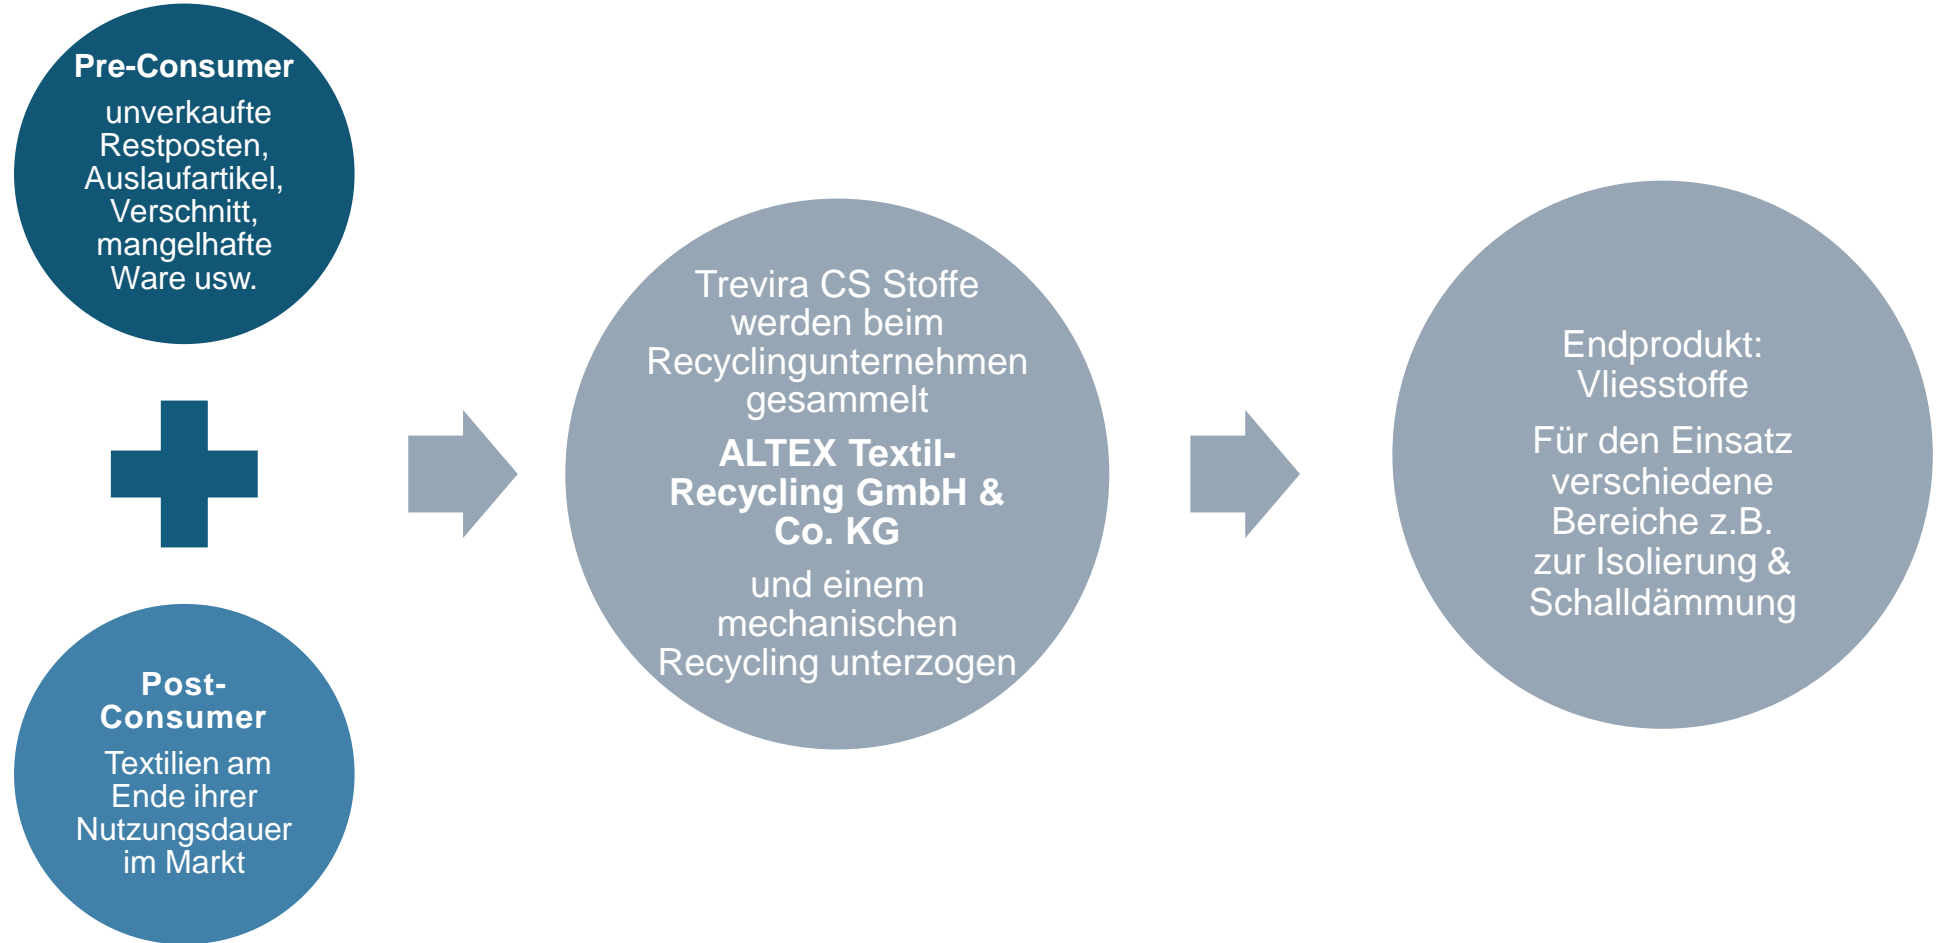 Pre-Consumer
unverkaufte
Restposten,
Auslaufartikel,
Verschnitt,
mangelhafte
Ware usw.
Post-
Consumer
Textilien am
Ende ihrer
Nutzungsdauer
im Markt
Trevira CS Stoffe
werden beim
Recyclingunternehmen
gesammelt
ALTEX Textil-
Recycling GmbH &
Co. KG
und einem
mechanischen
Recycling unterzogen
Endprodukt:
Vliesstoffe
Für den Einsatz
verschiedene
Bereiche z.B.
zur Isolierung &
Schalldämmung